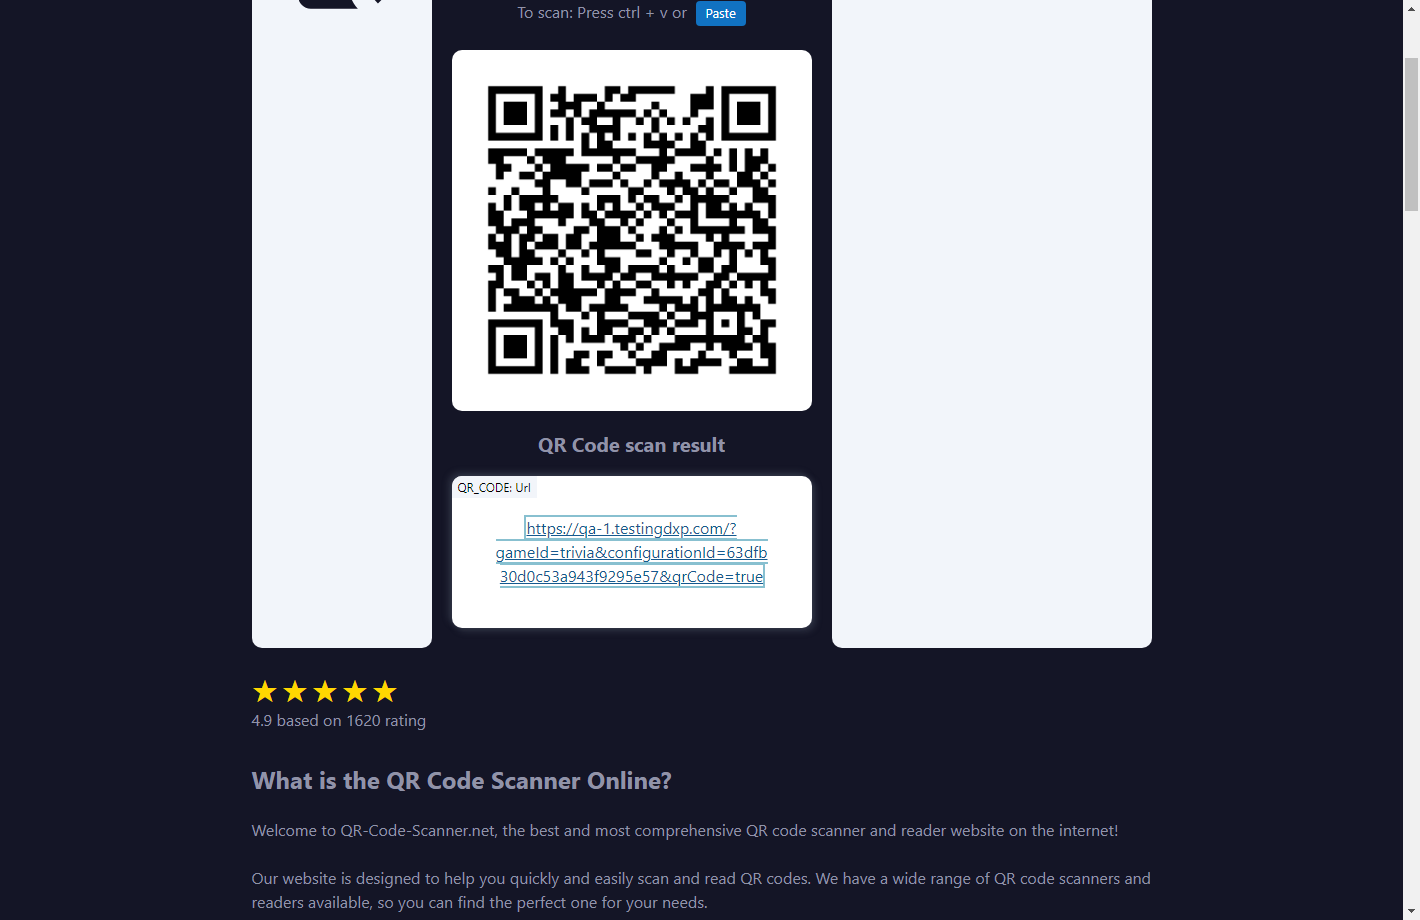 To scan: Press ctrl + v or Paste
QR Code scan result
QR_CODE: Url
https://qa-1.testingdxp.com/?
gameId=trivia&configurationId=63dfb
30d0c53a943f9295e57&qrCode=true
4.9 based on 1620 rating
What is the QR Code Scanner Online?
Welcome to QR-Code-Scanner.net, the best and most comprehensive QR code scanner and reader website on the internet!
Our website is designed to help you quickly and easily scan and read QR codes. We have a wide range of QR code scanners and
readers available, so you can find the perfect one for your needs.